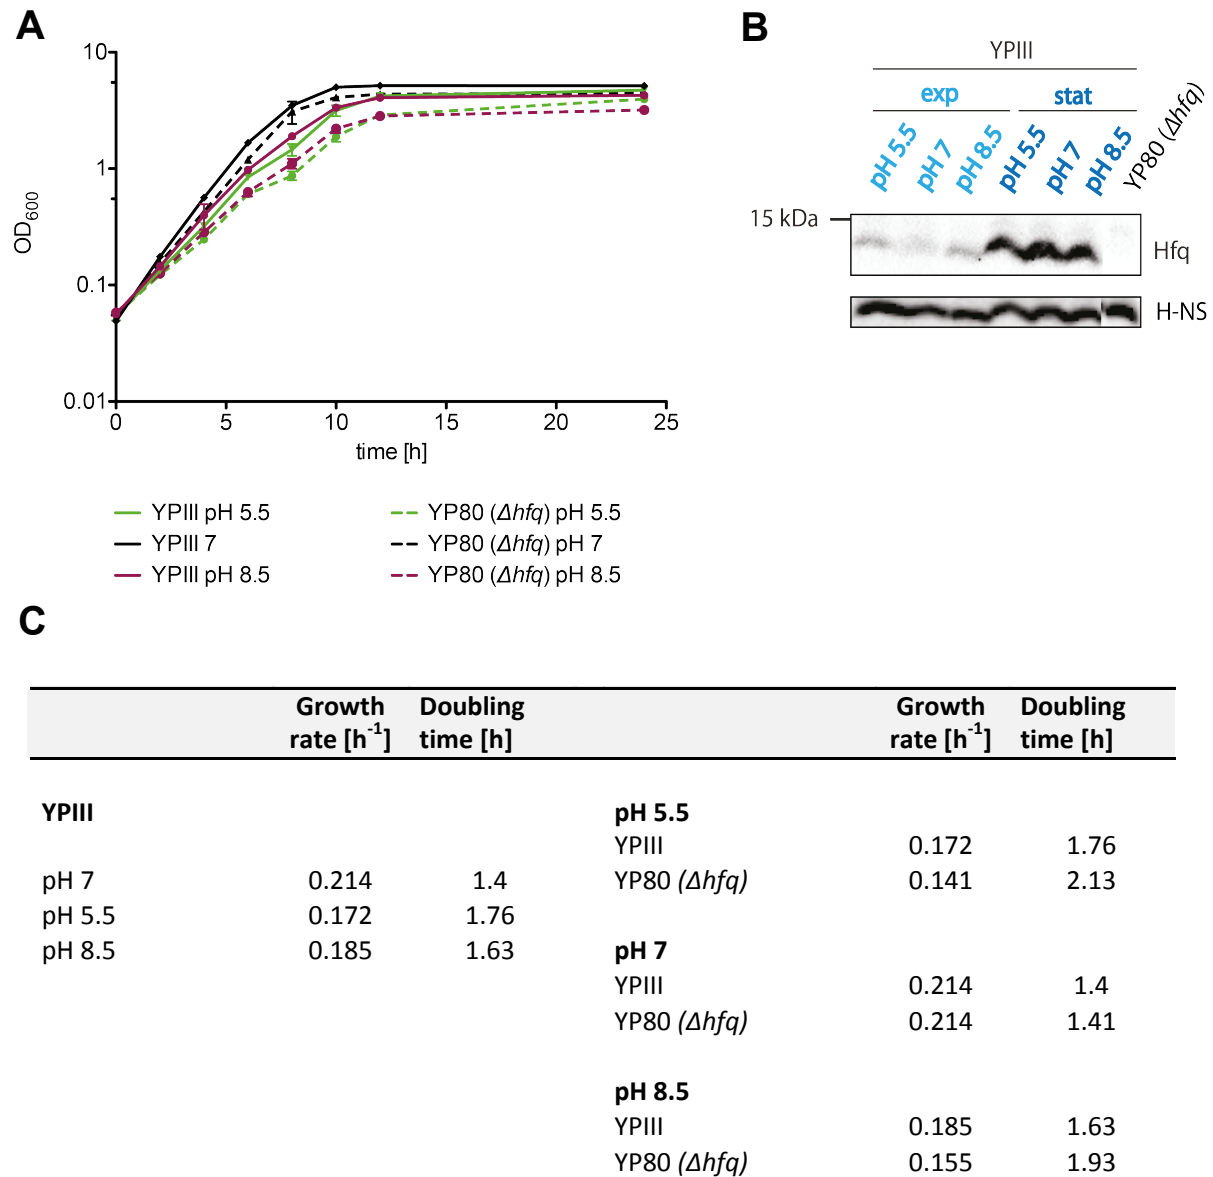 A
10
1
0.1
0.01
OD600
0 5 10 15 20 25
time [h]
YPIII pH 5.5
YPIII 7
YPIII pH 8.5
YP80 (Δhfq) pH 5.5
YP80 (Δhfq) pH 7
YP80 (Δhfq) pH 8.5
B
YPIII
exp stat
pH 5.5 pH 7 pH 8.5 pH 5.5 pH 7 pH 8.5 YP80 (Δhfq)
15 kDa
Hfq
H-NS
C
Growth Doubling Growth Doubling
rate [h-1] time [h] rate [h-1] time [h]
YPIII pH 5.5
YPIII 0.172 1.76
pH 7 0.214 1.4 YP80 (Δhfq) 0.141 2.13
pH 5.5 0.172 1.76
pH 8.5 0.185 1.63 pH 7
YPIII 0.214 1.4
YP80 (Δhfq) 0.214 1.41
pH 8.5
YPIII 0.185 1.63
YP80 (Δhfq) 0.155 1.93